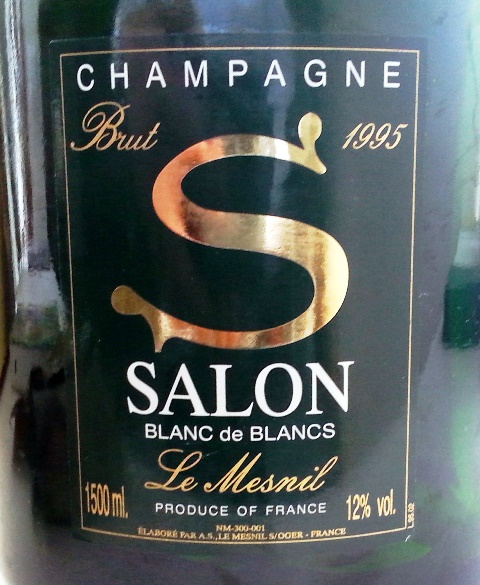 CHAMPAGNE
Brut 1995
S
SALON
BLANC de BLANCS
Le Mesnil
1500 ml. PRODUCE OF FRANCE 12% vol.
NM-300-001
ÉLABORÉ PAR A.S., LE MESNIL S/OGER - FRANCE